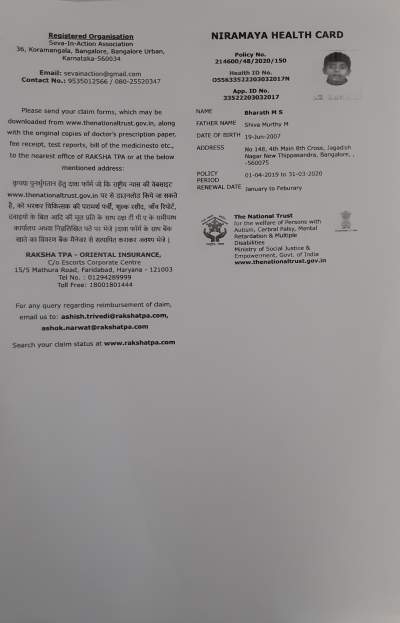 Registered Organisation
Seva-In-Action Association
36, Koramangala, Bangalore, Bangalore Urban,
Karnataka-560034
Email: sevainaction@gmail.com
Contact No.: 9535012566 / 080-25520347
Please send your claim forms, which may be
downloaded from www.thenationaltrust.gov.in, along
with the original copies of doctor's prescription paper,
fee receipt, test reports, bill of the medicinesto etc.,
to the nearest office of RAKSHA TPA or at the below
mentioned address:
कृपया पुनर्भुगतान हेतु दावा फॉर्म जो कि राष्ट्रीय न्यास की वेबसाइट
www.thenationaltrust.gov.in पर से डाउनलोड किये जा सकते
है, को भरकर चिकित्सक की परामर्श पर्ची, शुल्क रसीद, जाँच रिपोर्ट,
दवाइयो के बिल आदि की मूल प्रति के साथ रक्षा टी पी ए के समीपस्थ
कार्यालय अथवा निम्नलिखित पते पर भेजे |दावा फॉर्म के साथ बैंक
खाते का विवरण बैंक मैनेजर से सत्यापित कराकर अवश्य भेजे |
RAKSHA TPA - ORIENTAL INSURANCE,
C/o Escorts Corporate Centre
15/5 Mathura Road, Faridabad, Haryana - 121003
Tel No. : 01294289999
Toll Free: 18001801444
For any query regarding reimbursement of claim,
email us to: ashish.trivedi@rakshatpa.com,
ashok.narwat@rakshatpa.com
Search your claim status at www.rakshatpa.com
NIRAMAYA HEALTH CARD
Policy No.
214600/48/2020/150
Health ID No.
OS5633522203032017N
App. ID No.
33522203032017
NAME Bharath M S
FATHER NAME Shiva Murthy M
DATE OF BIRTH 19-Jun-2007
ADDRESS No 148, 4th Main 8th Cross, Jagadish
Nagar New Thippasandra, Bangalore, ,
-560075
POLICY PERIOD 01-04-2019 to 31-03-2020
RENEWAL DATE January to Feburary
The National Trust
for the welfare of Persons with
Autism, Cerbral Palsy, Mental
Retardation & Multiple
Disabilities
Ministry of Social Justice &
Empowerment, Govt. of India
www.thenationaltrust.gov.in